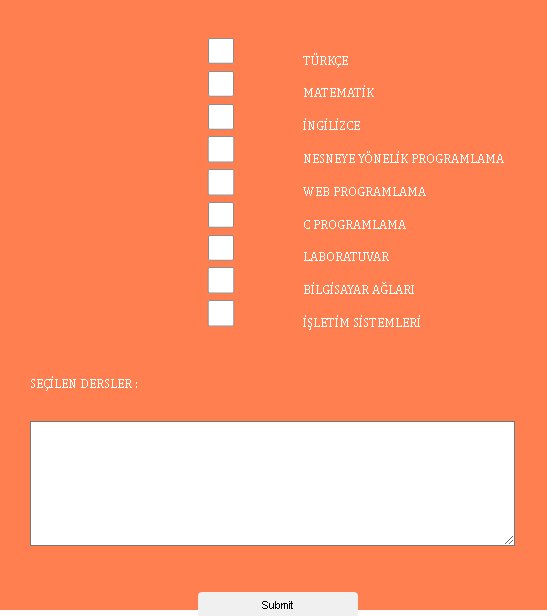 TÜRKÇE
MATEMATİK
İNGİLİZCE
NESNEYE YÖNELİK PROGRAMLAMA
WEB PROGRAMLAMA
C PROGRAMLAMA
LABORATUVAR
BİLGİSAYAR AĞLARI
İŞLETİM SİSTEMLERİ
SEÇİLEN DERSLER :
Submit